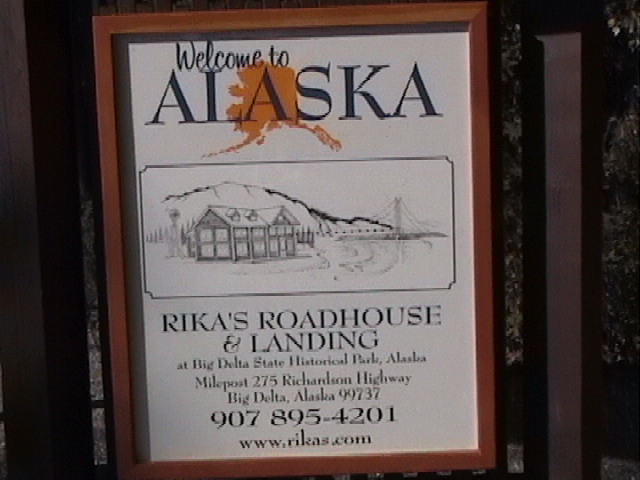 Welcome to
ALASKA
RIKA'S ROADHOUSE
& LANDING
at Big Delta State Historical Park, Alaska
Milepost 275 Richardson Highway
Big Delta, Alaska 99737
907 895-4201
www.rikas.com